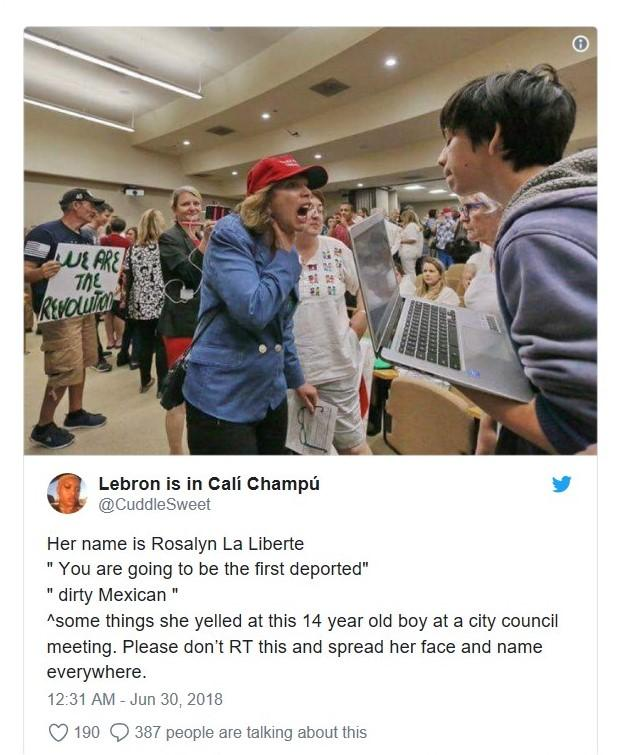 WE ARE
THE
REVOLUTION
Lebron is in Calí Champú
@CuddleSweet
Her name is Rosalyn La Liberte
" You are going to be the first deported"
" dirty Mexican "
^some things she yelled at this 14 year old boy at a city council
meeting. Please don’t RT this and spread her face and name
everywhere.
12:31 AM - Jun 30, 2018
190 387 people are talking about this